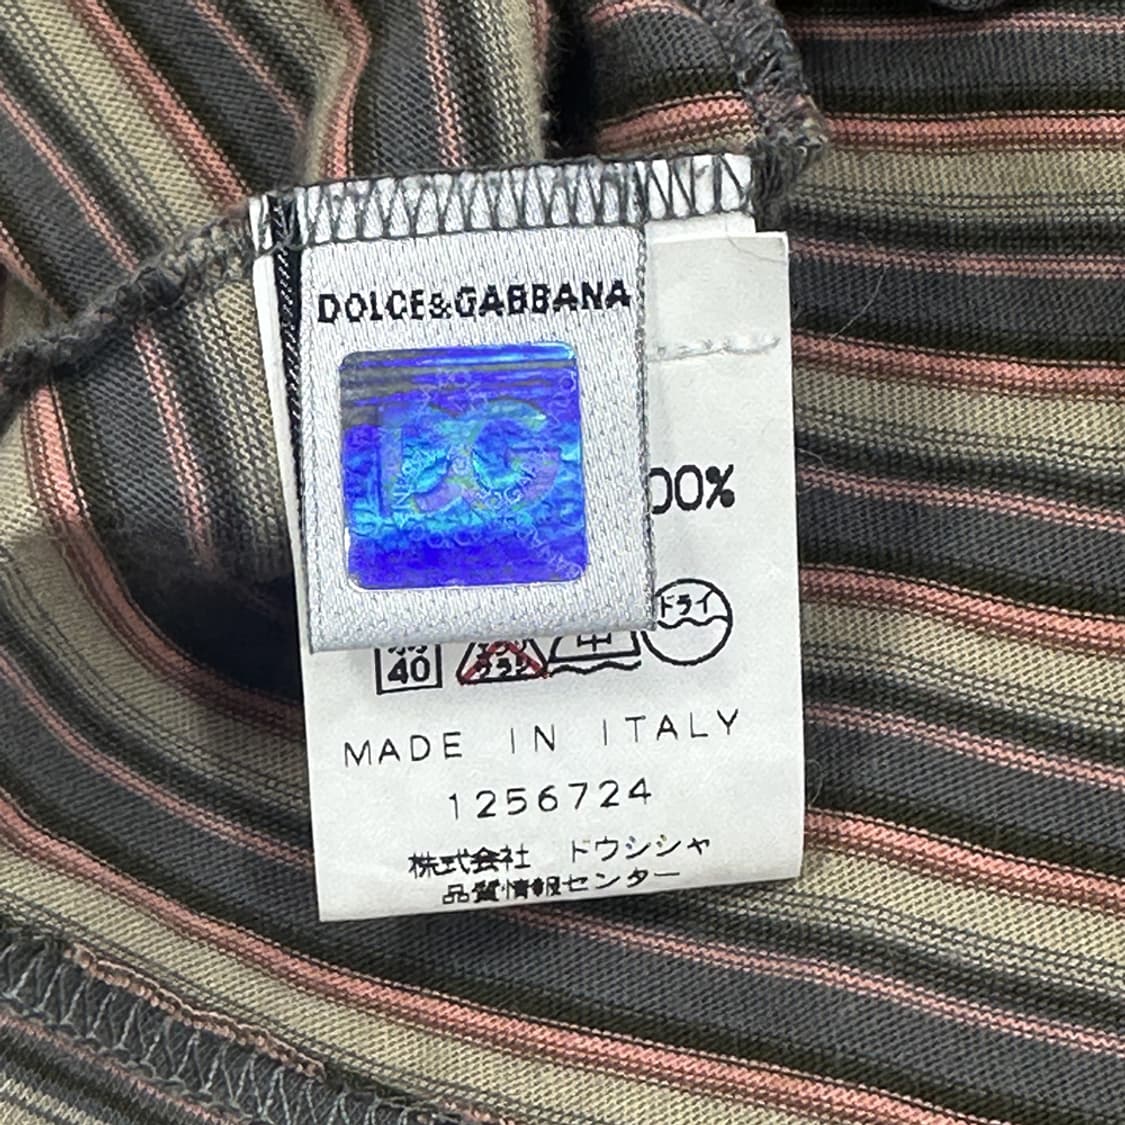 DOLCE&GABBANA
DG
00%
40
ドライ
MADE IN ITALY
1256724
株式会社 ドウシシャ
品質情報センター